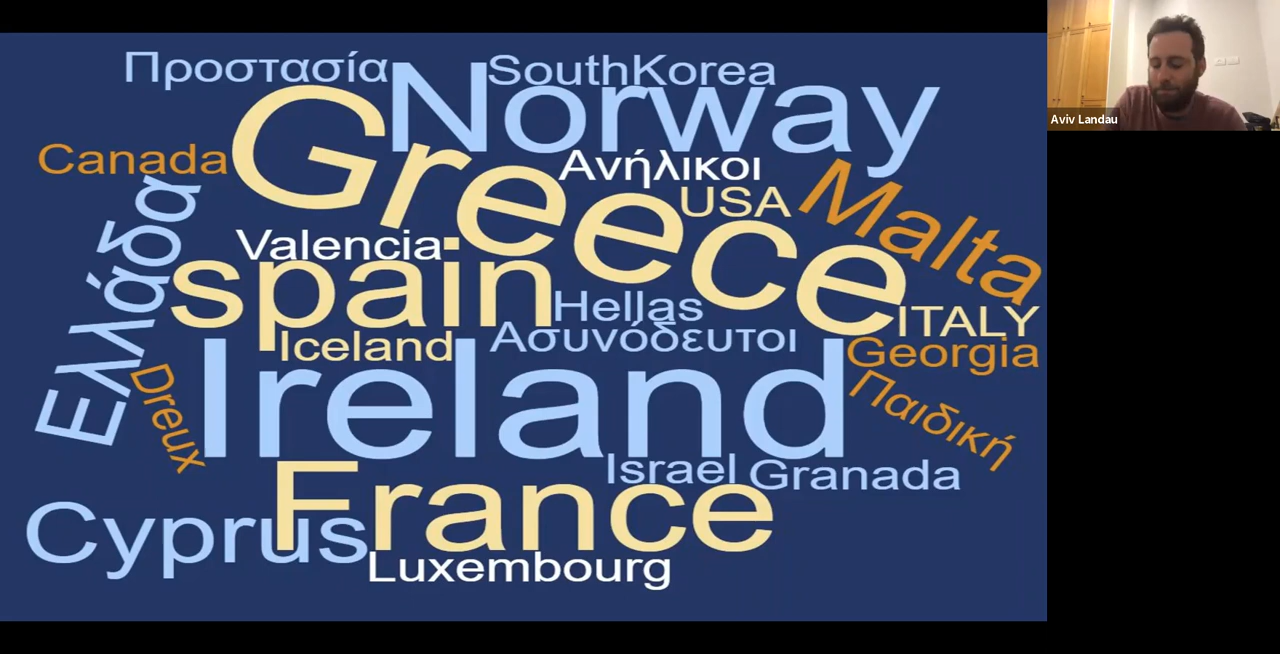 Προστασία
SouthKorea
Norway
Aviv Landau
Canada
Greece
Ανήλικοι
USA
Malta
Ελλάδα
Valencia
spain
Hellas
ITALY
Iceland
Ασυνόδευτοι
Georgia
Dreux
Ireland
Παιδική
Israel
Granada
France
Cyprus
Luxembourg